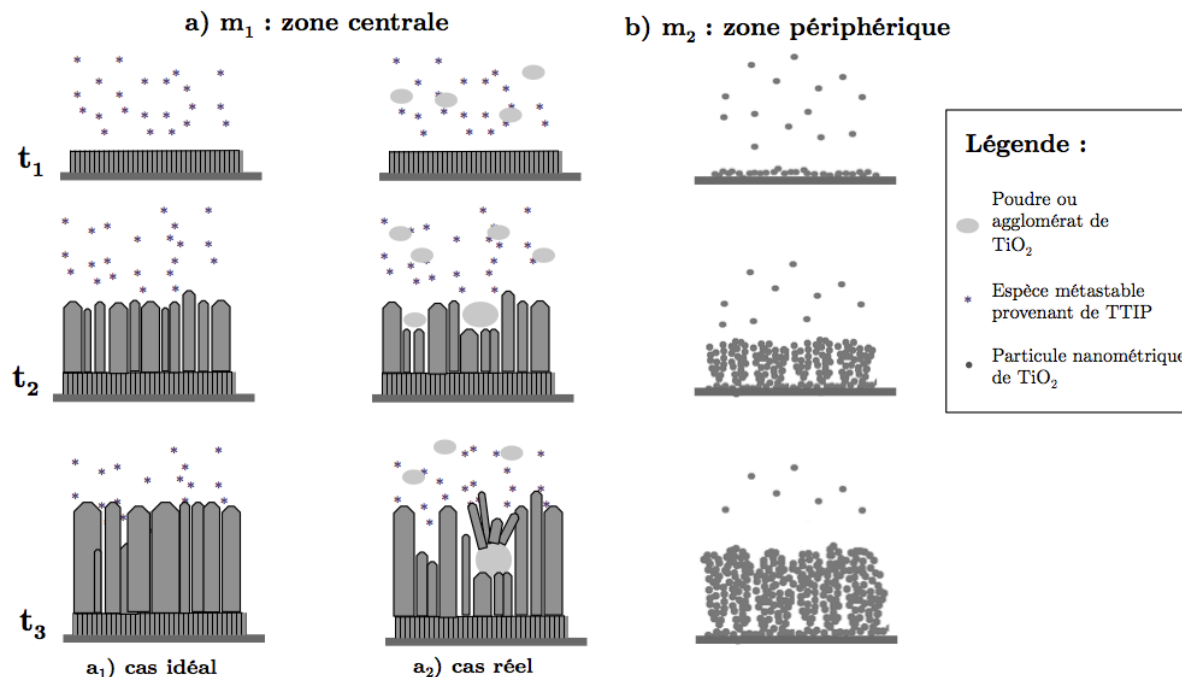 a) m₁ : zone centrale
b) m₂ : zone périphérique
t₁
t₂
t₃
a₁) cas idéal
a₂) cas réel
Légende :
Poudre ou
agglomérat de
TiO₂
Espèce métastable
provenant de TTIP
Particule nanométrique
de TiO₂